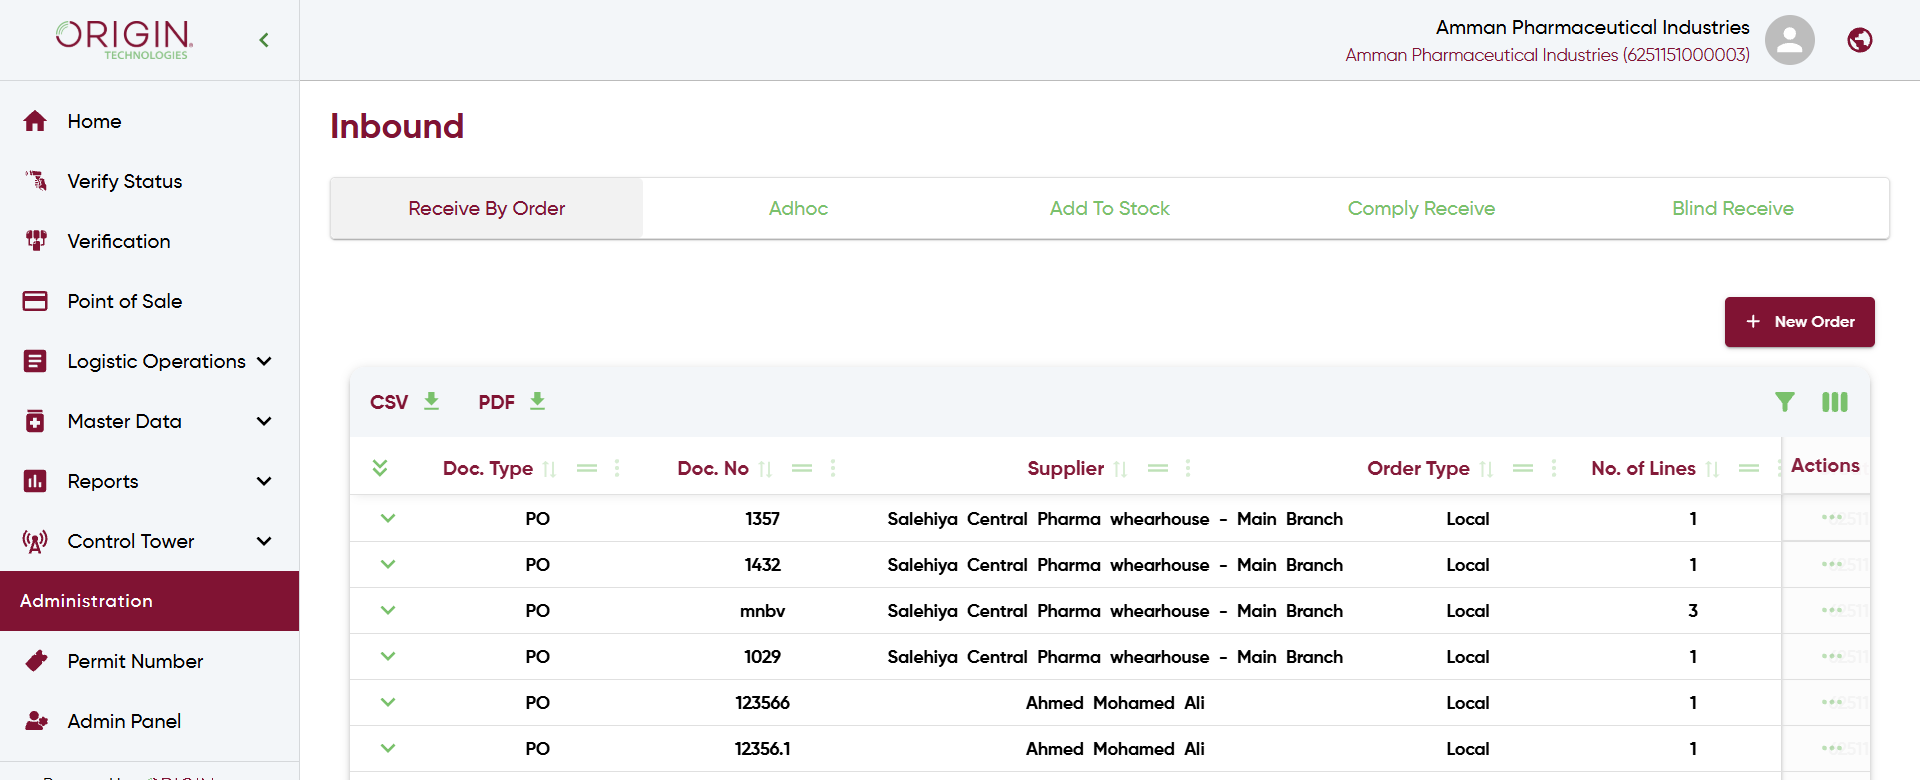 ORIGIN
TECHNOLOGIES
Amman Pharmaceutical Industries
Amman Pharmaceutical Industries (6251151000003)
Home
Verify Status
Verification
Point of Sale
Logistic Operations
Master Data
Reports
Control Tower
Administration
Permit Number
Admin Panel
Inbound
Receive By Order Adhoc Add To Stock Comply Receive Blind Receive
+ New Order
CSV PDF
Doc. Type Doc. No Supplier Order Type No. of Lines Actions
PO 1357 Salehiya Central Pharma whearhouse - Main Branch Local 1
PO 1432 Salehiya Central Pharma whearhouse - Main Branch Local 1
PO mnbv Salehiya Central Pharma whearhouse - Main Branch Local 3
PO 1029 Salehiya Central Pharma whearhouse - Main Branch Local 1
PO 123566 Ahmed Mohamed Ali Local 1
PO 12356.1 Ahmed Mohamed Ali Local 1